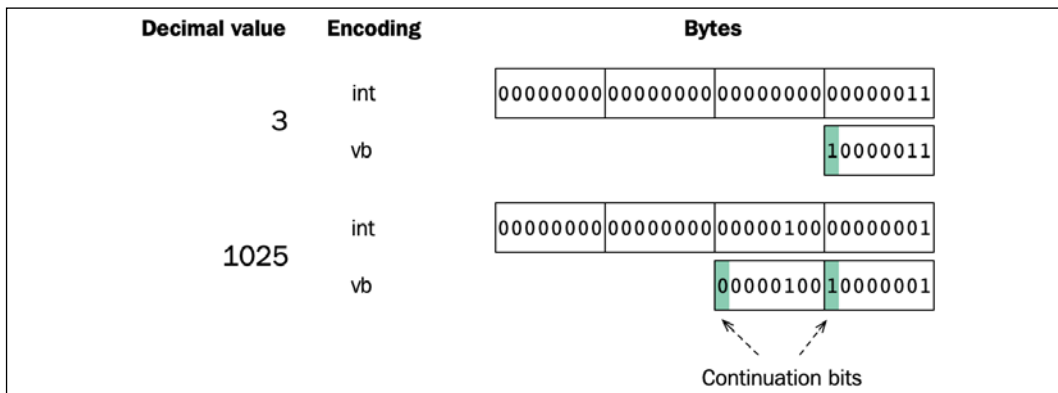 Decimal value Encoding Bytes
3
int 00000000 00000000 00000000 00000011
vb 10000011
1025
int 00000000 00000000 00000100 00000001
vb 00000100 10000001
Continuation bits